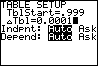 TABLE SETUP
TblStart=.999
△Tbl=0.0001
Indpnt: Auto Ask
Depend: Auto Ask